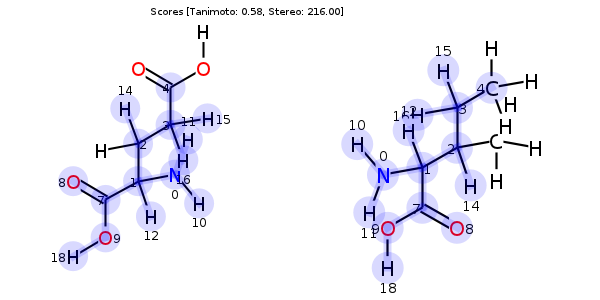 Scores [Tanimoto: 0.58, Stereo: 216.00]
H
O O
4
14 H
3 11 H 15
H
H 2
H
8 O 1 N 16
7 0
H
10
H
12
O 9
18 H
H
15
H H
4 C
3 H
12 H
16
10 H
H C H
0
2
N 1
H
H 14
H
11
7
9 O O 8
H
18